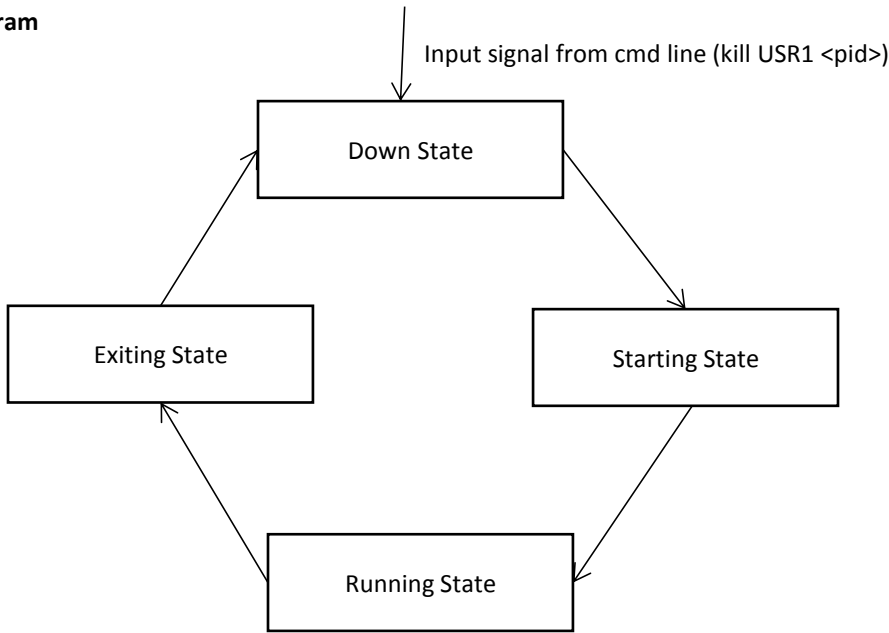 ram
Input signal from cmd line (kill USR1 <pid>)
Down State
Exiting State
Starting State
Running State